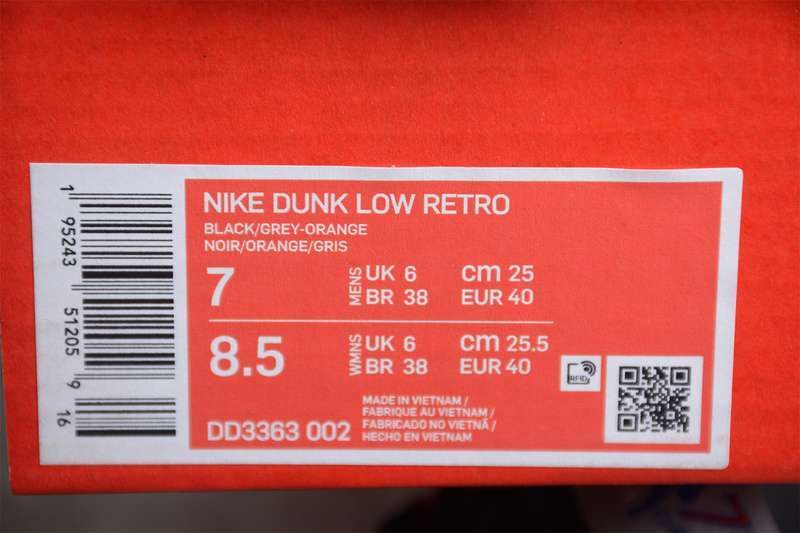 1 95243 51205 9 16
NIKE DUNK LOW RETRO
BLACK/GREY-ORANGE
NOIR/ORANGE/GRIS
7 MENS UK 6 cm 25
BR 38 EUR 40
8.5 WMNS UK 6 cm 25.5
BR 38 EUR 40
RFID
DD3363 002
MADE IN VIETNAM /
FABRIQUE AU VIETNAM /
FABRICADO NO VIETNÃ /
HECHO EN VIETNAM